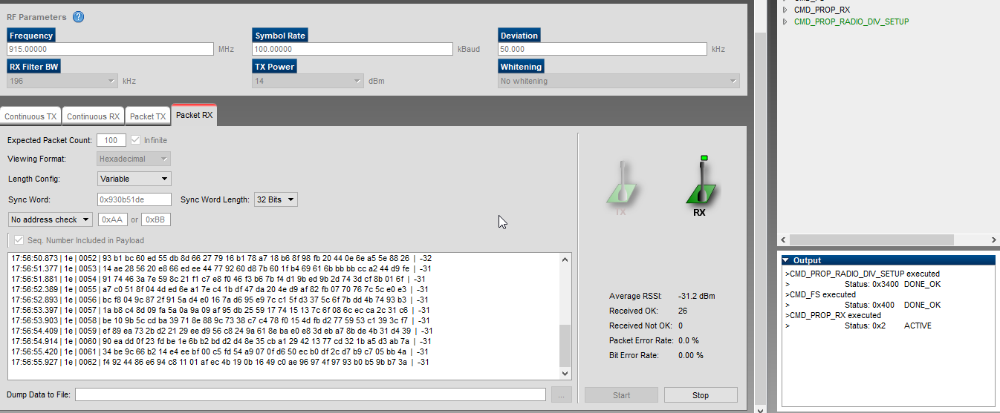 RF Parameters ?
Frequency Symbol Rate Deviation
915.00000 MHz 100.00000 kBaud 50.000 kHz
RX Filter BW TX Power Whitening
196 kHz 14 dBm No whitening
Continuous TX Continuous RX Packet TX Packet RX
Expected Packet Count: 100 Infinite
Viewing Format: Hexadecimal
Length Config: Variable
Sync Word: 0x930b51de Sync Word Length: 32 Bits
No address check 0xAA or 0xBB
Seq. Number Included in Payload
17:56:50.873|1e|0052|93 b1 bc 60 ed 55 db 8d 66 27 79 16 b1 78 a7 18 b6 8f 98 fb 20 44 0e 6e a5 5e 88 26 | -32
17:56:51.377|1e|0053|14 ae 28 56 20 e8 66 ed ee 44 77 92 60 d8 7b 60 1f b4 69 61 6b bb bb cc a2 44 d9 fe | -31
17:56:51.881|1e|0054|91 74 46 3a 7e 59 8c 21 f1 c7 e8 f0 46 f3 b6 7b f4 d1 9b ed 9b 2d 74 3d cf 8b 01 6f | -31
17:56:52.389|1e|0055|a7 c0 51 8f 04 4d ed 6e a1 7e c4 1b df 47 da 20 4e d9 af 82 fb 07 70 76 7c 5c e0 e3 | -31
17:56:52.893|1e|0056|bc f8 04 9c 87 2f 91 5a d4 e0 16 7a d6 95 e9 7c c1 5f d3 37 5c 6f 7b dd 4b 74 93 b3 | -31
17:56:53.397|1e|0057|1a b8 c4 8d 09 fa 5a 0a 9a 09 af 95 db 25 59 17 74 15 13 7c 6f 08 6c ec ca 2c 31 c6 | -31
17:56:53.903|1e|0058|be 10 9b 5c cd ba 39 71 8e 88 9c 73 38 c7 c4 78 f0 15 4d fb d2 77 59 53 c1 39 3c f7 | -31
17:56:54.409|1e|0059|ef 89 ea 73 2b d2 21 29 ee d9 56 c8 24 9a 61 8e ba e0 e8 3d eb a7 8b de 4b 31 d4 39 | -31
17:56:54.914|1e|0060|90 ea dd 0f 23 fd be 1e 6b b2 bd d2 d4 8e 35 cb a1 29 42 13 77 cd 32 1b a5 d3 ab 7a | -31
17:56:55.420|1e|0061|34 be 9c 66 b2 14 e4 ee bf 00 c5 fd 54 a9 07 0f d6 50 ec b0 df 2c d7 b9 c7 05 bb 4a | -31
17:56:55.927|1e|0062|f4 92 44 86 e6 94 c8 11 01 af ec 4b 19 0b 16 49 c0 ae 96 97 4f 97 93 b0 b5 9b b7 3a | -31
Dump Data to File: ...
TX RX
Average RSSI: -31.2 dBm
Received OK: 26
Received Not OK: 0
Packet Error Rate: 0.0 %
Bit Error Rate: 0.00 %
Start Stop
CMD_PROP_RX
CMD_PROP_RADIO_DIV_SETUP
Output
>CMD_PROP_RADIO_DIV_SETUP executed
> Status: 0x3400 DONE_OK
>CMD_FS executed
> Status: 0x400 DONE_OK
>CMD_PROP_RX executed
> Status: 0x2 ACTIVE